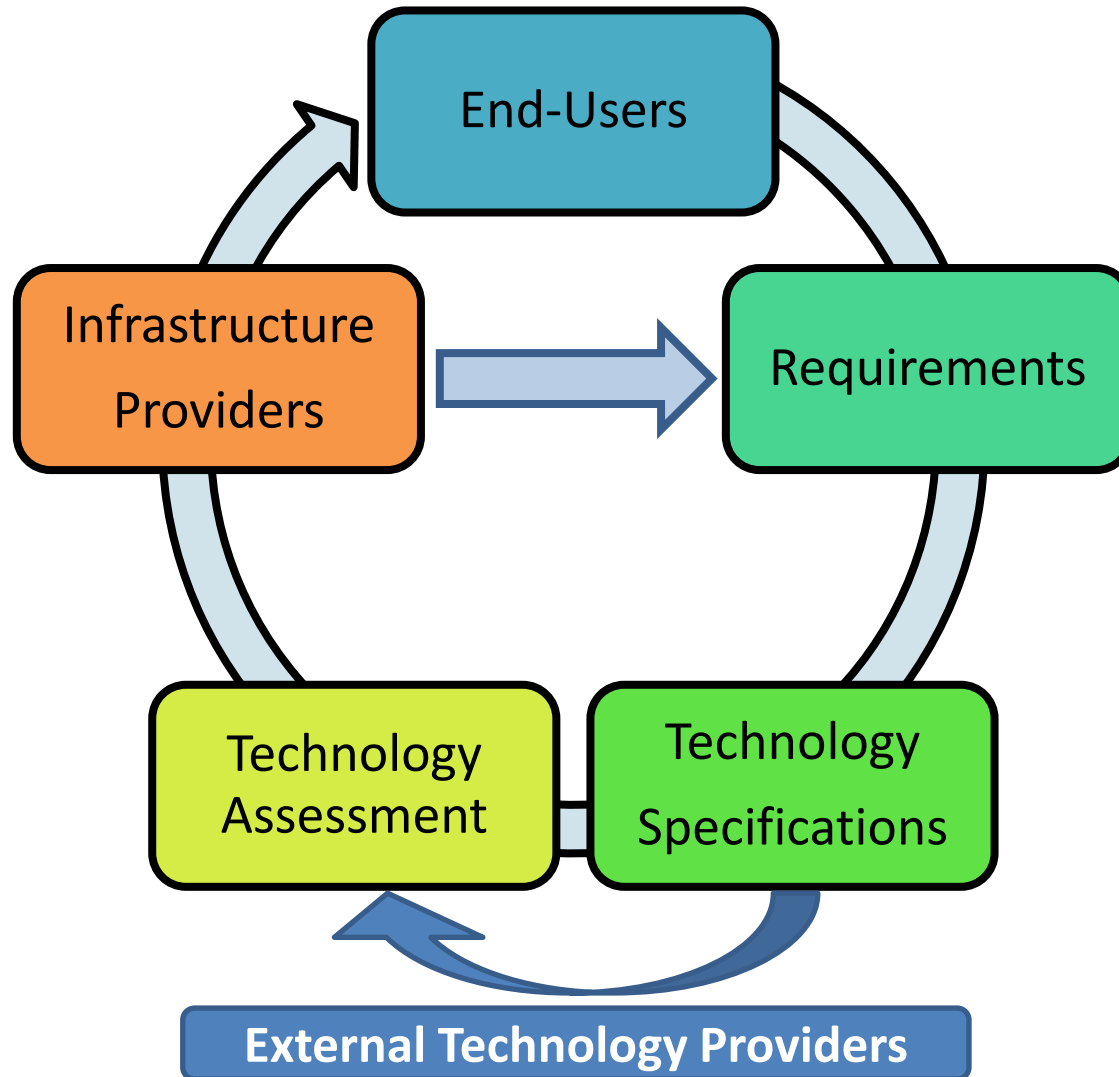 End-Users
Infrastructure
Providers
Requirements
Technology
Assessment
Technology
Specifications
External Technology Providers